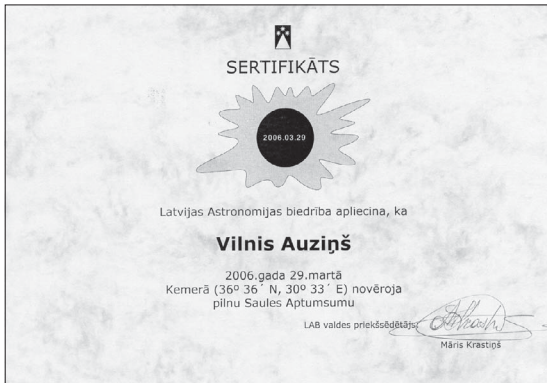 SERTIFIKĀTS
2006.03.29
Latvijas Astronomijas biedrība apliecina, ka
Vilnis Auziņš
2006.gada 29.martā
Kemerā (36º 36´ N, 30º 33´ E) novēroja
pilnu Saules Aptumsumu
LAB valdes priekšsēdētājs:
Māris Krastiņš